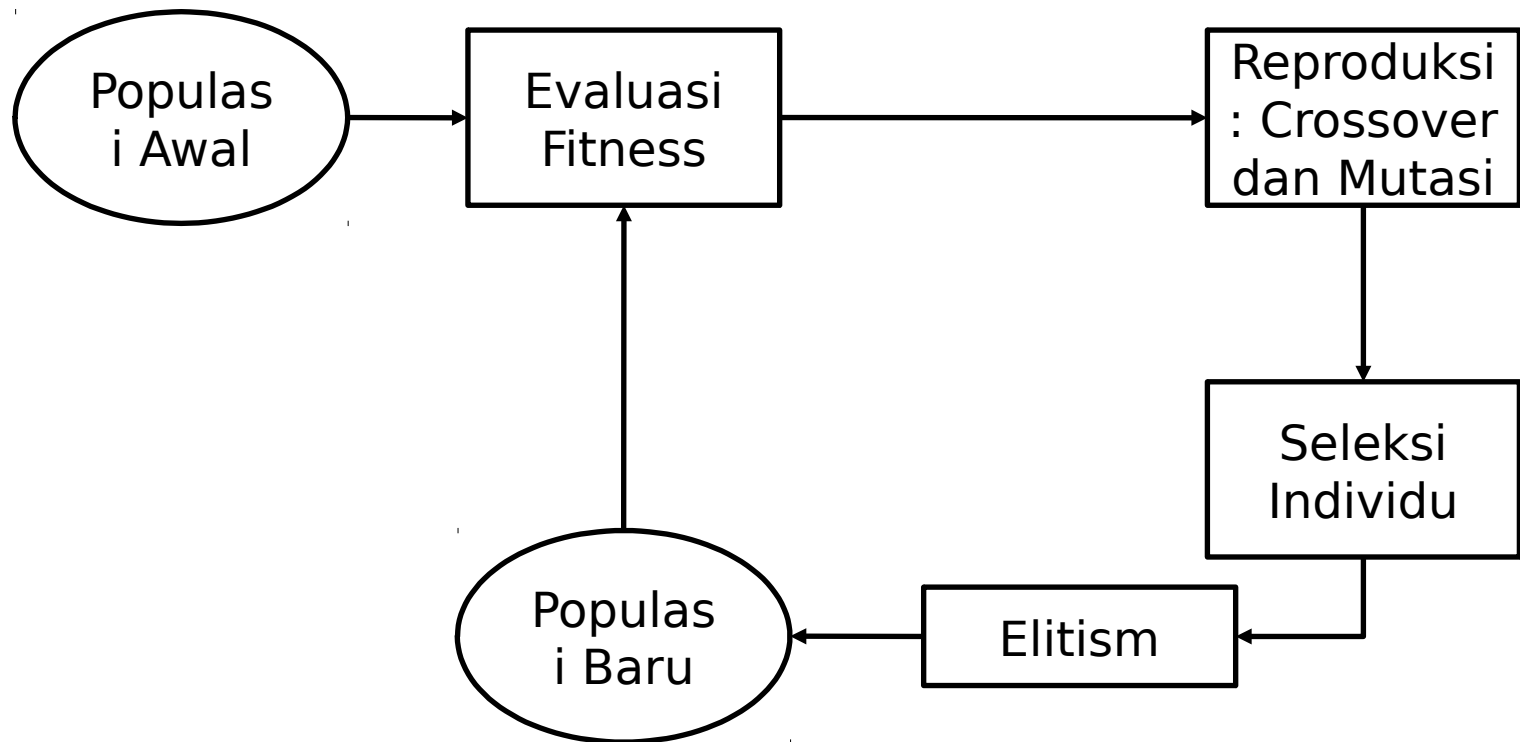 Populas
i Awal
Evaluasi
Fitness
Reproduksi
: Crossover
dan Mutasi
Seleksi
Individu
Elitism
Populas
i Baru